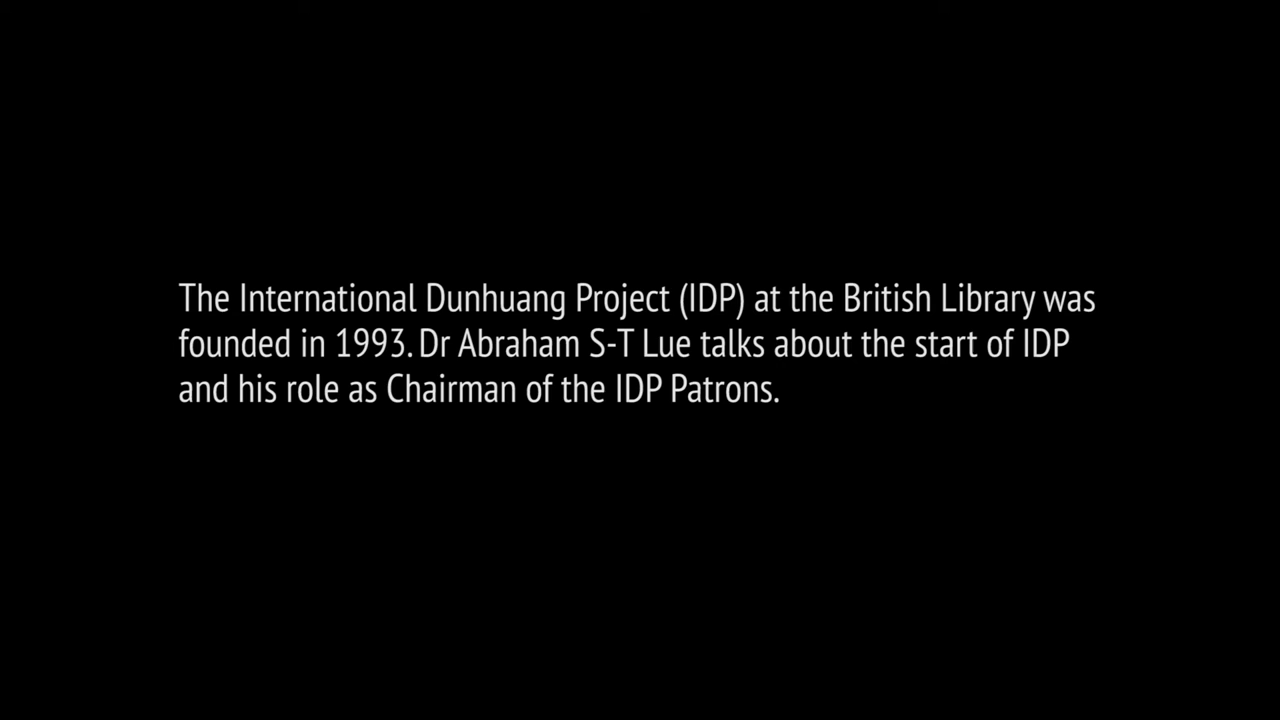 The International Dunhuang Project (IDP) at the British Library was
founded in 1993. Dr Abraham S-T Lue talks about the start of IDP
and his role as Chairman of the IDP Patrons.